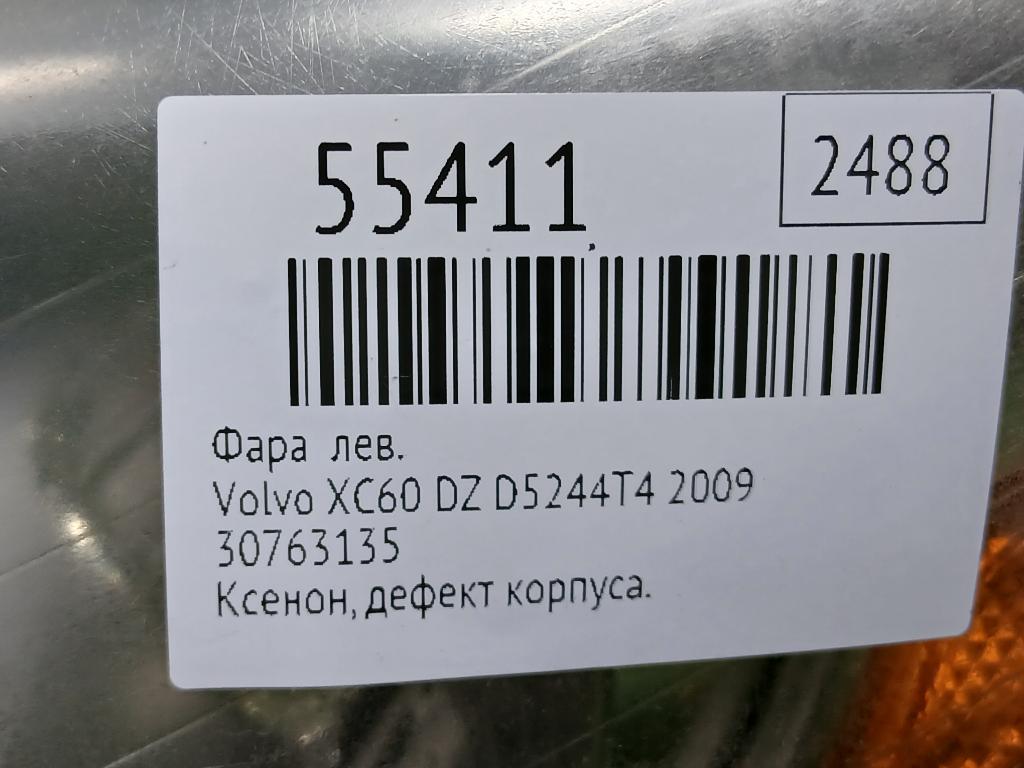 55411
2488
Фара лев.
Volvo XC60 DZ D5244T4 2009
30763135
Ксенон, дефект корпуса.